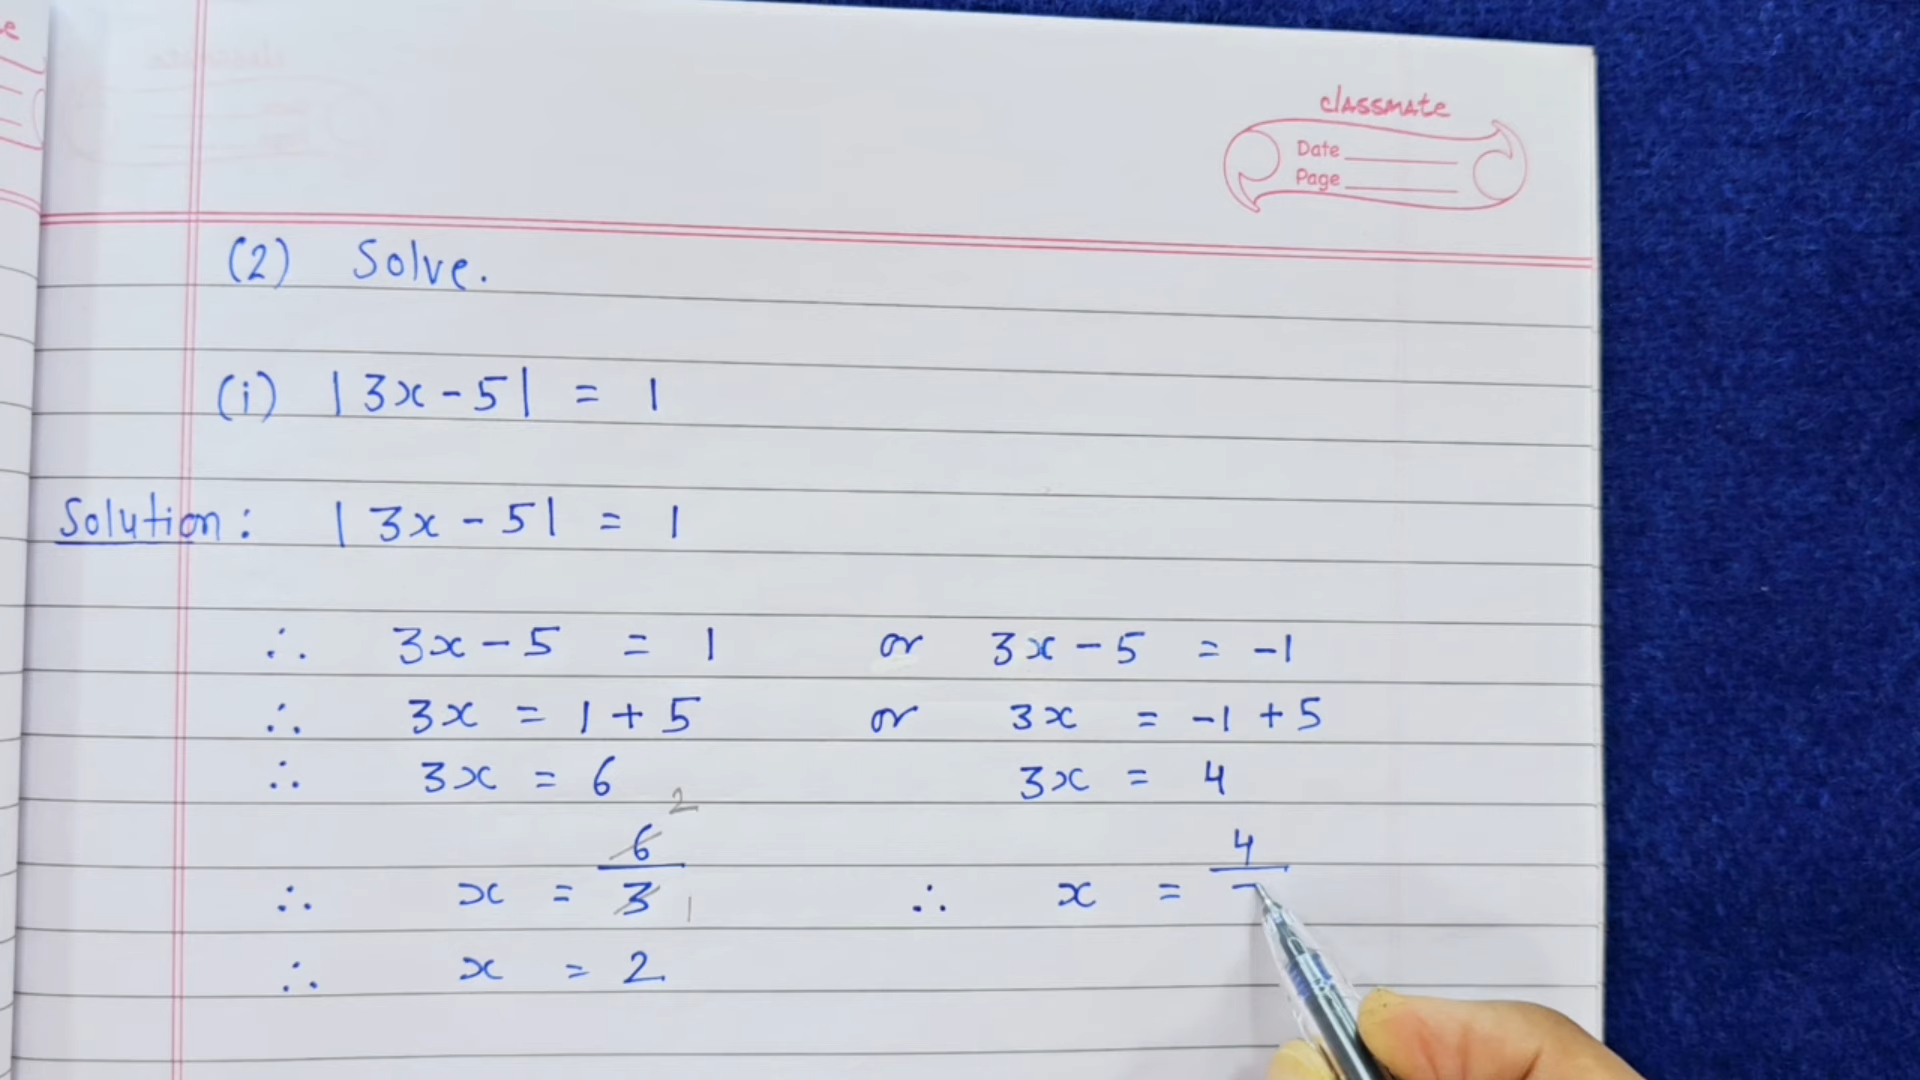 classmate
Date
Page
(2) Solve.
(i) |3x-5| = 1
Solution: |3x-5| = 1
∴ 3x-5 = 1 or 3x-5 = -1
∴ 3x = 1+5 or 3x = -1+5
∴ 3x = 6 3x = 4
2
6 4
∴ x = 3 1 ∴ x =
∴ x = 2